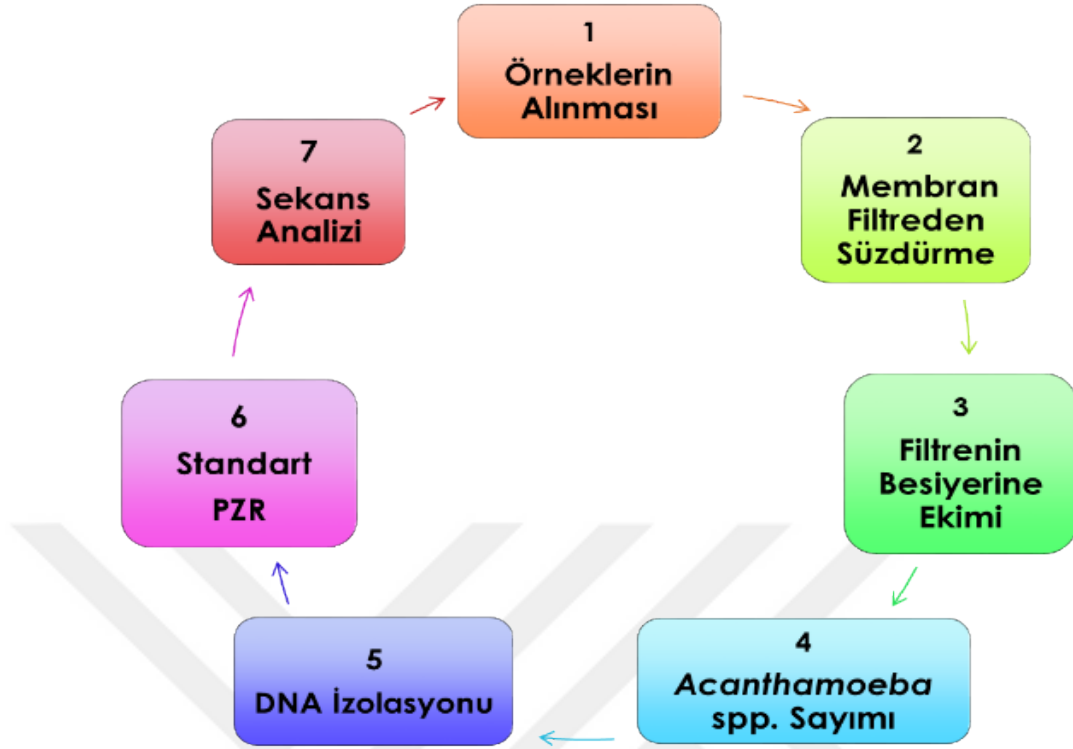 1
Örneklerin
Alınması
2
Membran
Filtreden
Süzdürme
3
Filtrenin
Besiyerine
Ekimi
4
Acanthamoeba
spp. Sayımı
5
DNA İzolasyonu
6
Standart
PZR
7
Sekans
Analizi